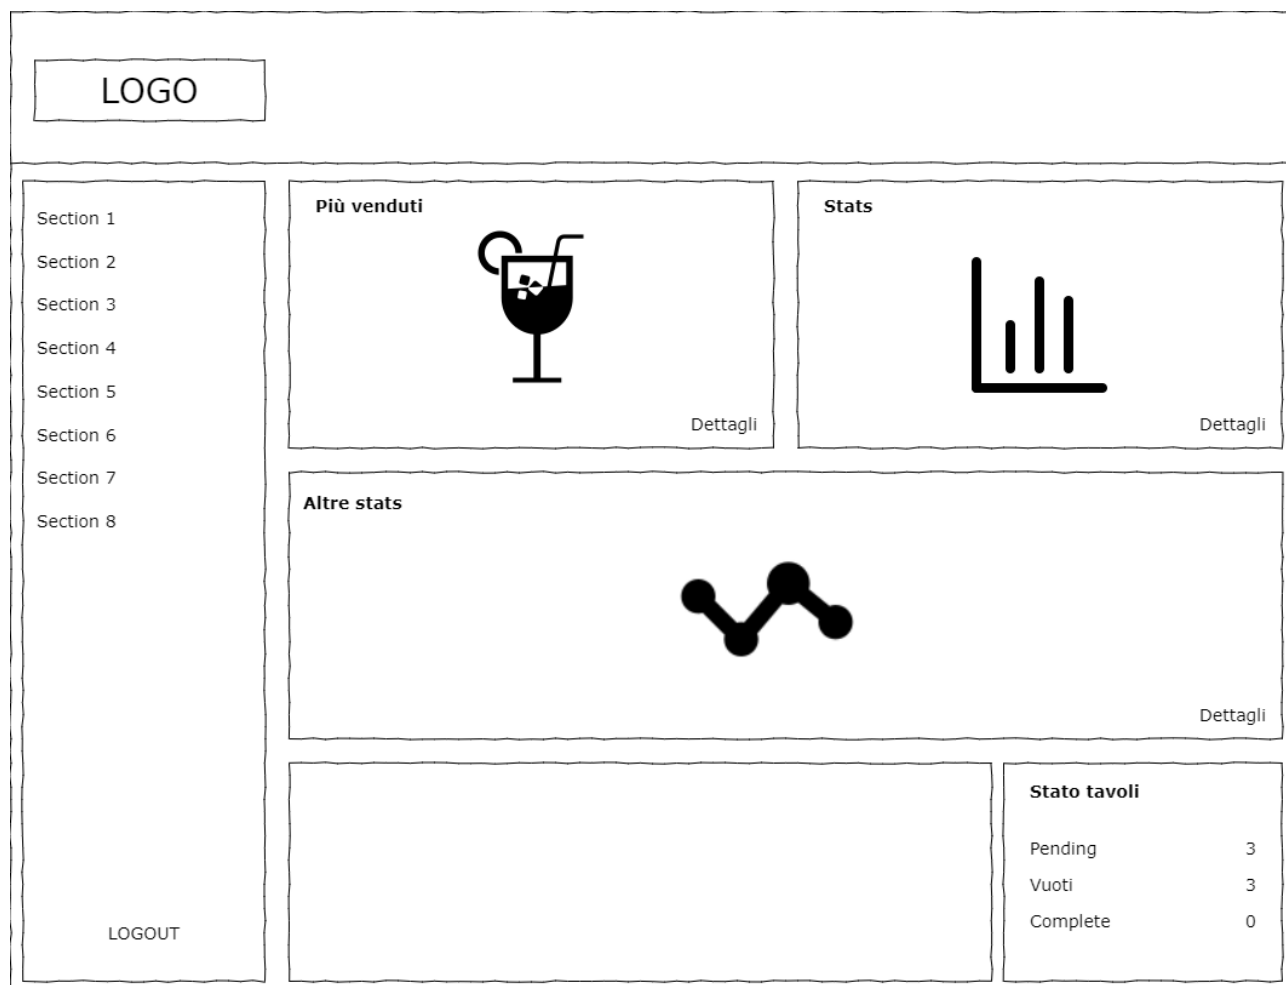 LOGO
Section 1
Section 2
Section 3
Section 4
Section 5
Section 6
Section 7
Section 8
LOGOUT
Più venduti
Dettagli
Stats
Dettagli
Altre stats
Dettagli
Stato tavoli
Pending 3
Vuoti 3
Complete 0